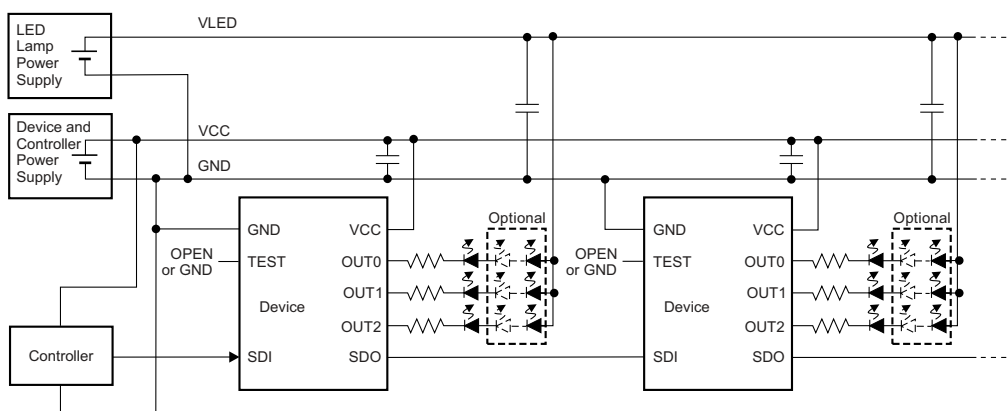 LED
Lamp
Power
Supply
VLED
Device and
Controller
Power
Supply
VCC
GND
GND
VCC
OPEN
or GND
TEST
OUT0
Optional
OUT1
Device
OUT2
SDI
SDO
GND
VCC
OPEN
or GND
TEST
OUT0
Optional
OUT1
Device
OUT2
SDI
SDO
Controller